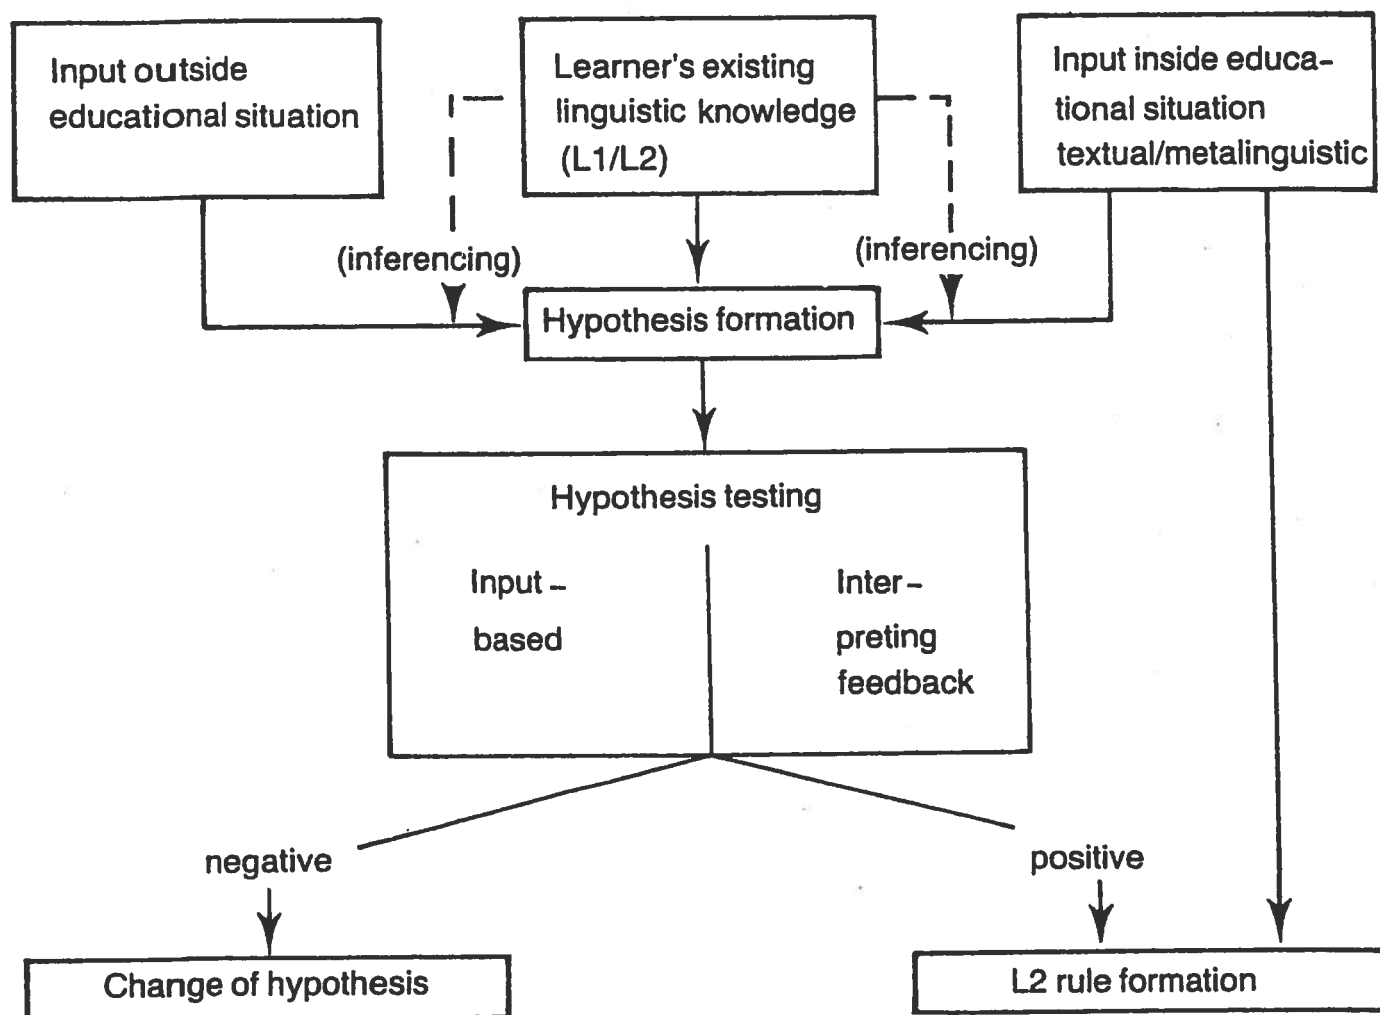 Input outside
educational situation
Learner's existing
linguistic knowledge
(L1/L2)
Input inside educa-
tional situation
textual/metalinguistic
(inferencing)
(inferencing)
Hypothesis formation
Hypothesis testing
Input-
based
Inter-
preting
feedback
negative
positive
Change of hypothesis
L2 rule formation